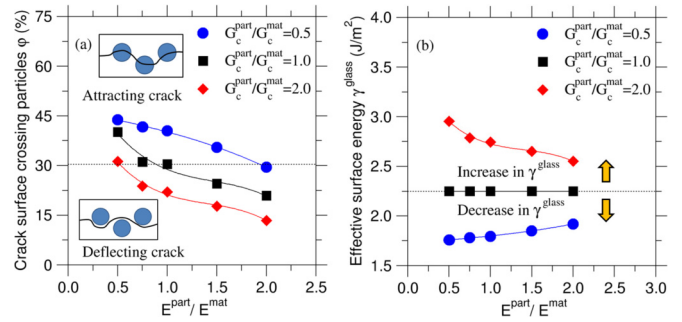 Crack surface crossing particles φ (%)
75
60
45
30
15
0
(a)
G_c^part/G_c^mat=0.5
G_c^part/G_c^mat=1.0
G_c^part/G_c^mat=2.0
Attracting crack
Deflecting crack
0.0 0.5 1.0 1.5 2.0 2.5
E^part/ E^mat
Effective surface energy γ^glass (J/m²)
4.0
3.5
3.0
2.5
2.0
1.5
(b)
G_c^part/G_c^mat=0.5
G_c^part/G_c^mat=1.0
G_c^part/G_c^mat=2.0
Increase in γ^glass
Decrease in γ^glass
0.0 0.5 1.0 1.5 2.0 2.5 3.0
E^part/ E^mat